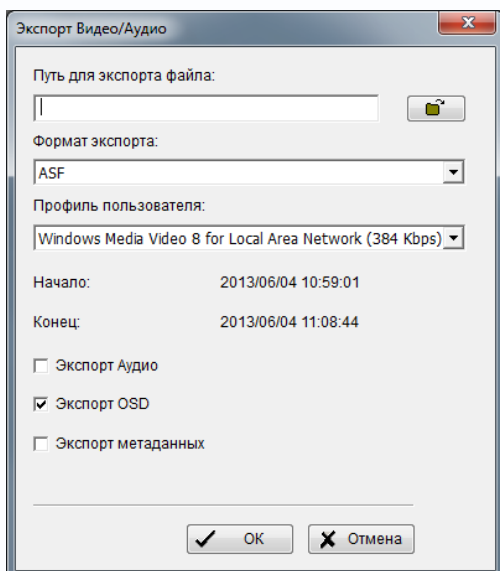 Экспорт Видео/Аудио
Путь для экспорта файла:
Формат экспорта:
ASF
Профиль пользователя:
Windows Media Video 8 for Local Area Network (384 Kbps)
Начало: 2013/06/04 10:59:01
Конец: 2013/06/04 11:08:44
Экспорт Аудио
Экспорт OSD
Экспорт метаданных
OK Отмена